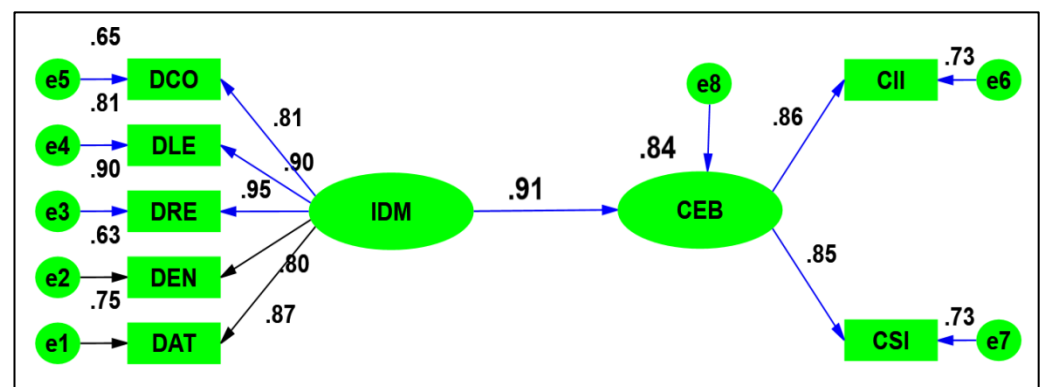 .65
e5
DCO
.81
.81
e4
DLE
.90
.90
e3
DRE
.95
.63
e2
DEN
.80
.75
e1
DAT
.87
IDM
.91
.84
e8
CEB
.86
CII
.73
e6
.85
CSI
.73
e7